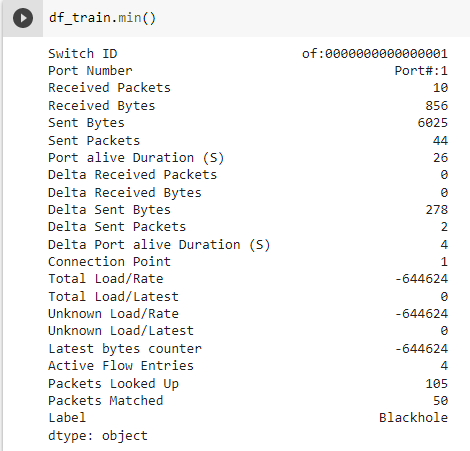 df_train.min()
Switch ID of:0000000000000001
Port Number Port#:1
Received Packets 10
Received Bytes 856
Sent Bytes 6025
Sent Packets 44
Port alive Duration (S) 26
Delta Received Packets 0
Delta Received Bytes 0
Delta Sent Bytes 278
Delta Sent Packets 2
Delta Port alive Duration (S) 4
Connection Point 1
Total Load/Rate -644624
Total Load/Latest 0
Unknown Load/Rate -644624
Unknown Load/Latest 0
Latest bytes counter -644624
Active Flow Entries 4
Packets Looked Up 105
Packets Matched 50
Label Blackhole
dtype: object